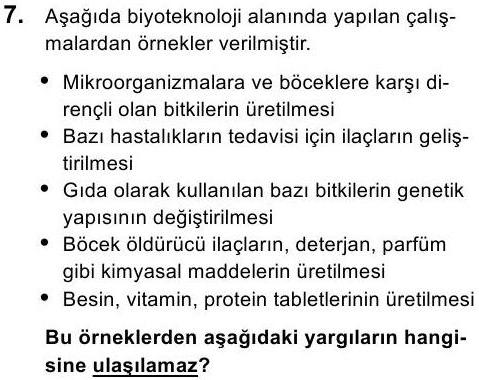 7. Aşağıda biyoteknoloji alanında yapılan çalış-
malardan örnekler verilmiştir.
• Mikroorganizmalara ve böceklere karşı di-
rençli olan bitkilerin üretilmesi
• Bazı hastalıkların tedavisi için ilaçların geliş-
tirilmesi
• Gıda olarak kullanılan bazı bitkilerin genetik
yapısının değiştirilmesi
• Böcek öldürücü ilaçların, deterjan, parfüm
gibi kimyasal maddelerin üretilmesi
• Besin, vitamin, protein tabletlerinin üretilmesi
Bu örneklerden aşağıdaki yargıların hangi-
sine ulaşılamaz?